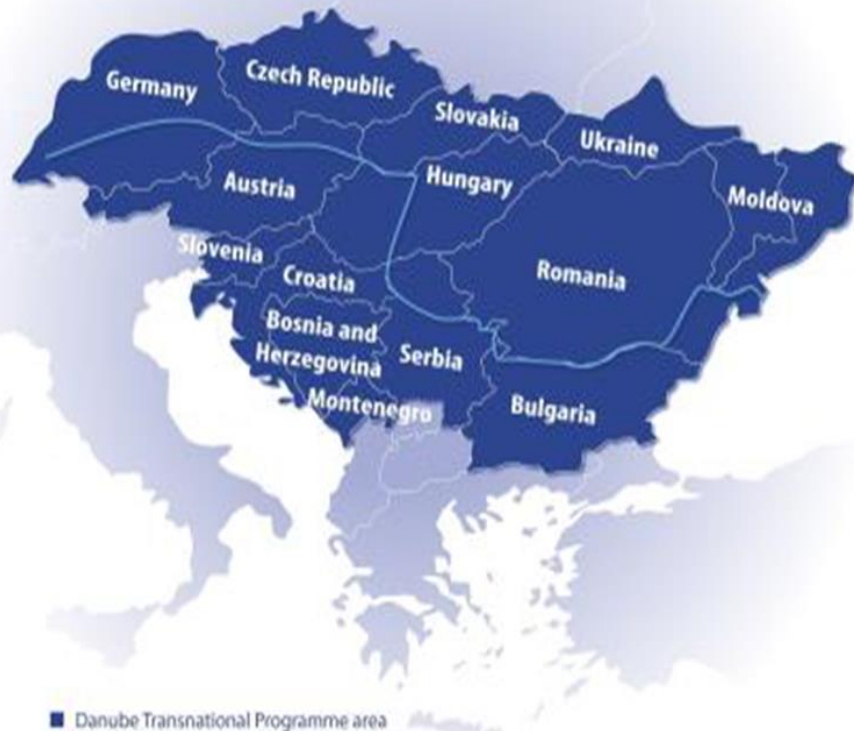 Germany
Czech Republic
Slovakia
Ukraine
Austria
Hungary
Moldova
Slovenia
Croatia
Romania
Bosnia and
Herzegovina
Serbia
Montenegro
Bulgaria
Danube Transnational Programme area